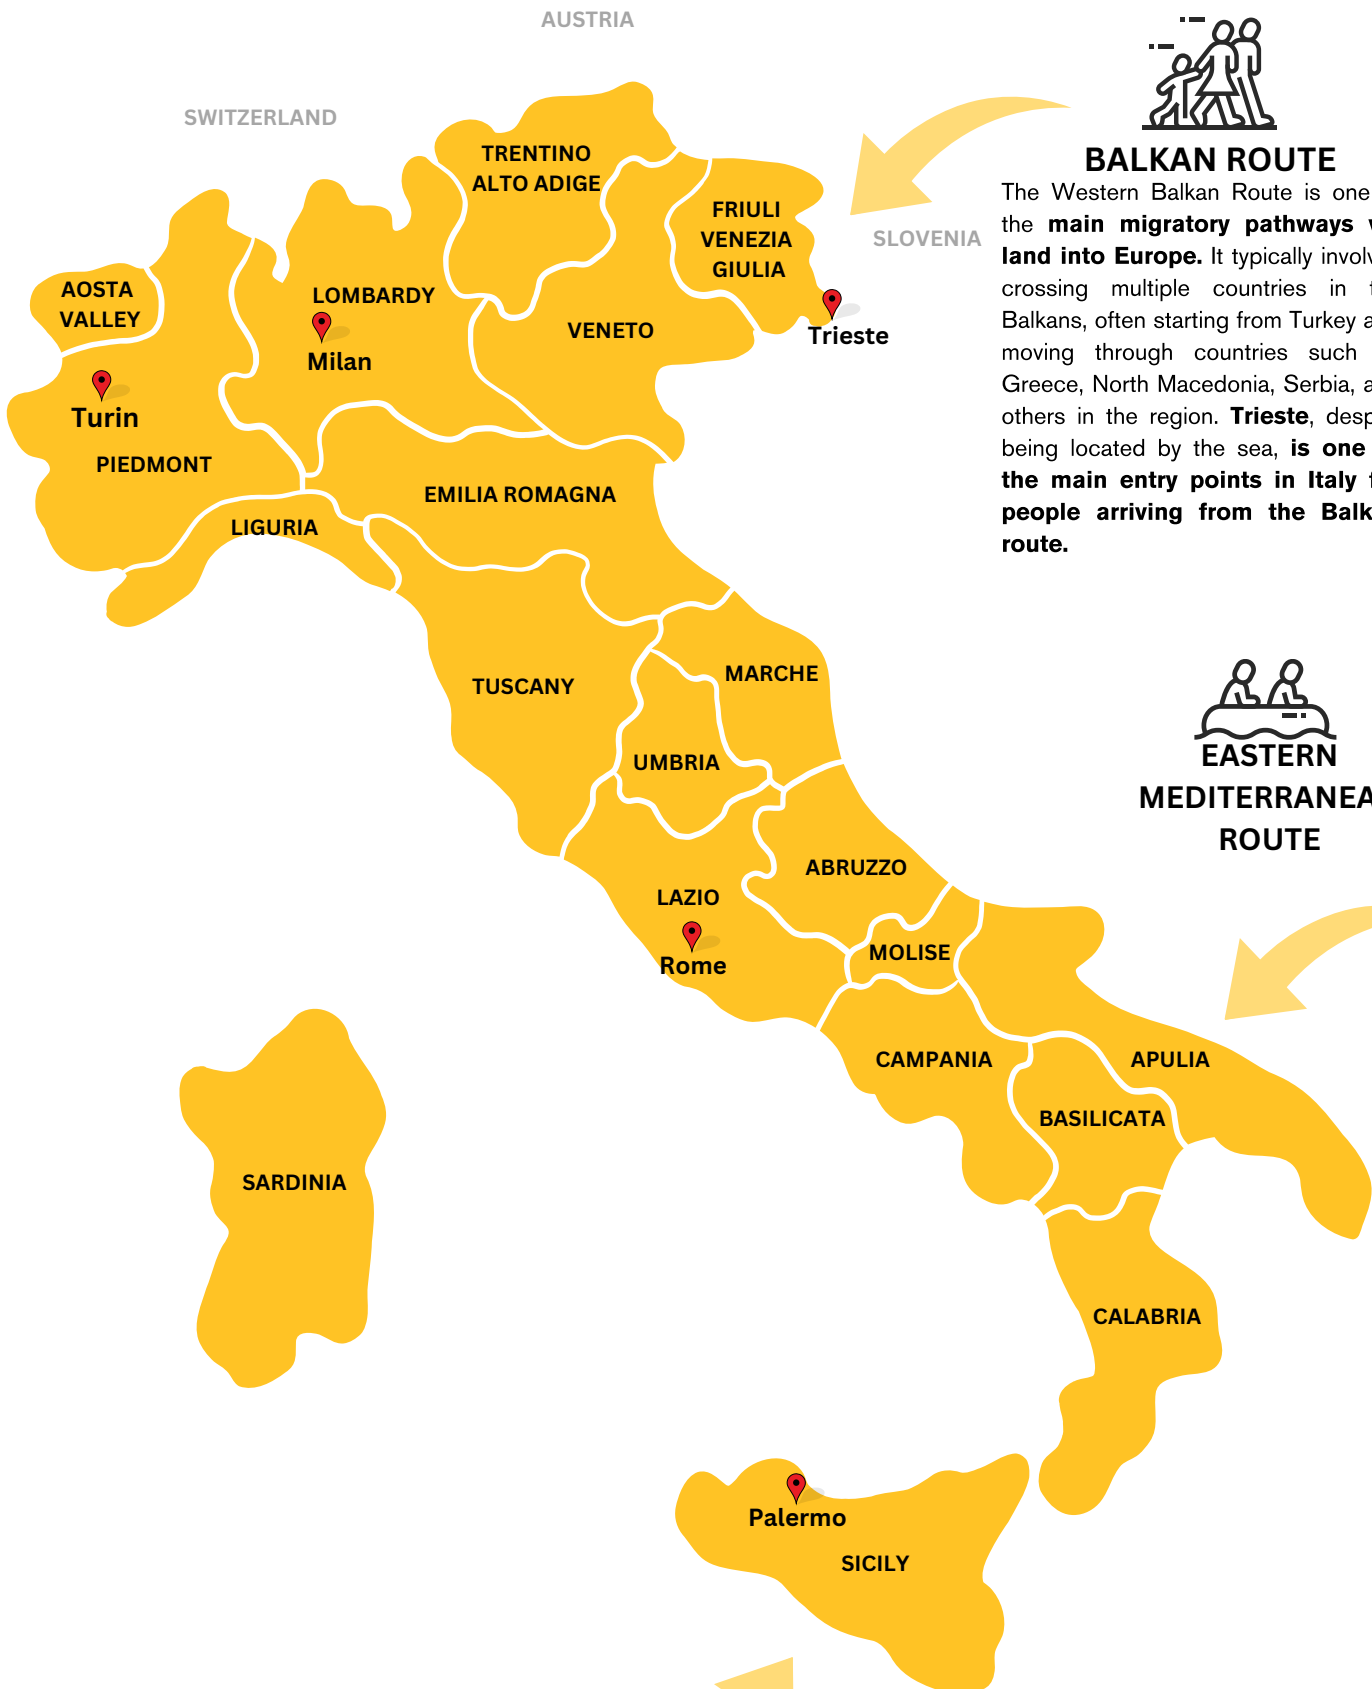 AUSTRIA
SWITZERLAND
TRENTINO
ALTO ADIGE
FRIULI
VENEZIA
GIULIA
SLOVENIA
AOSTA
VALLEY
LOMBARDY
Milan
VENETO
Trieste
Turin
PIEDMONT
EMILIA ROMAGNA
LIGURIA
BALKAN ROUTE
The Western Balkan Route is one
the main migratory pathways
land into Europe. It typically
crossing multiple countries in
Balkans, often starting from Turkey
moving through countries such
Greece, North Macedonia, Serbia,
others in the region. Trieste,
being located by the sea, is one
the main entry points in Italy
people arriving from the
route.
TUSCANY
MARCHE
UMBRIA
EASTERN
ROUTE
ABRUZZO
LAZIO
Rome
MOLISE
CAMPANIA
APULIA
BASILICATA
SARDINIA
CALABRIA
Palermo
SICILY